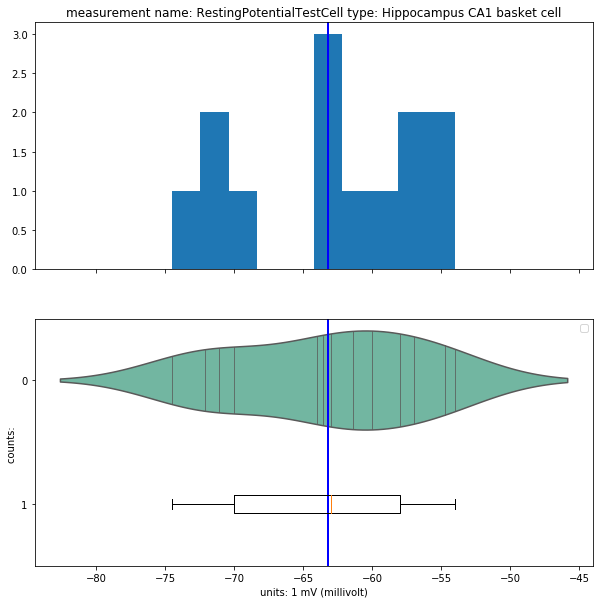 measurement name: RestingPotentialTestCell type: Hippocampus CA1 basket cell
3.0
2.5
2.0
1.5
1.0
0.5
0.0
0
counts:
1
−80 −75 −70 −65 −60 −55 −50 −45
units: 1 mV (millivolt)